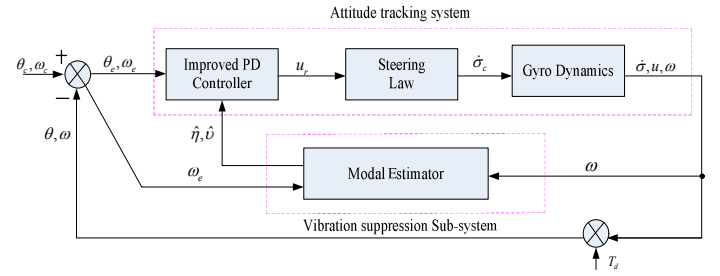 Attitude tracking system
+
θc,ωc
θe,ωe
Improved PD
Controller
ur
Steering
Law
σ̇c
Gyro Dynamics
σ̇,u,ω
−
θ,ω
η̂,υ̂
ωe
Modal Estimator
ω
Vibration suppression Sub-system
Td